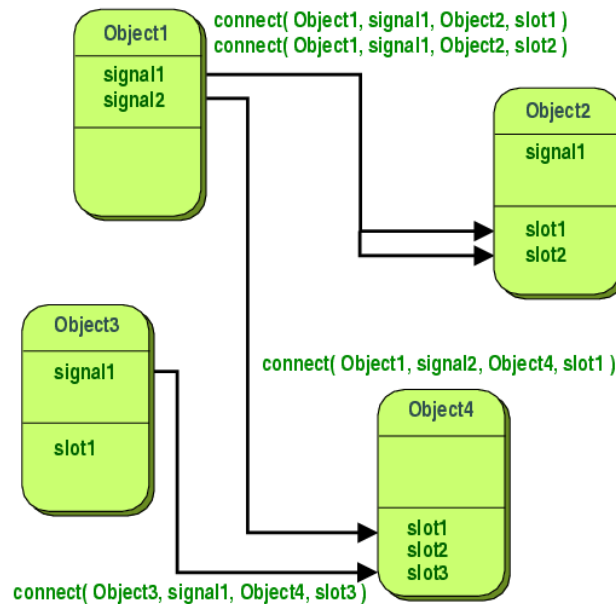 connect( Object1, signal1, Object2, slot1 )
connect( Object1, signal1, Object2, slot2 )
Object1
signal1
signal2
Object2
signal1
slot1
slot2
Object3
signal1
slot1
connect( Object1, signal2, Object4, slot1 )
Object4
slot1
slot2
slot3
connect( Object3, signal1, Object4, slot3 )